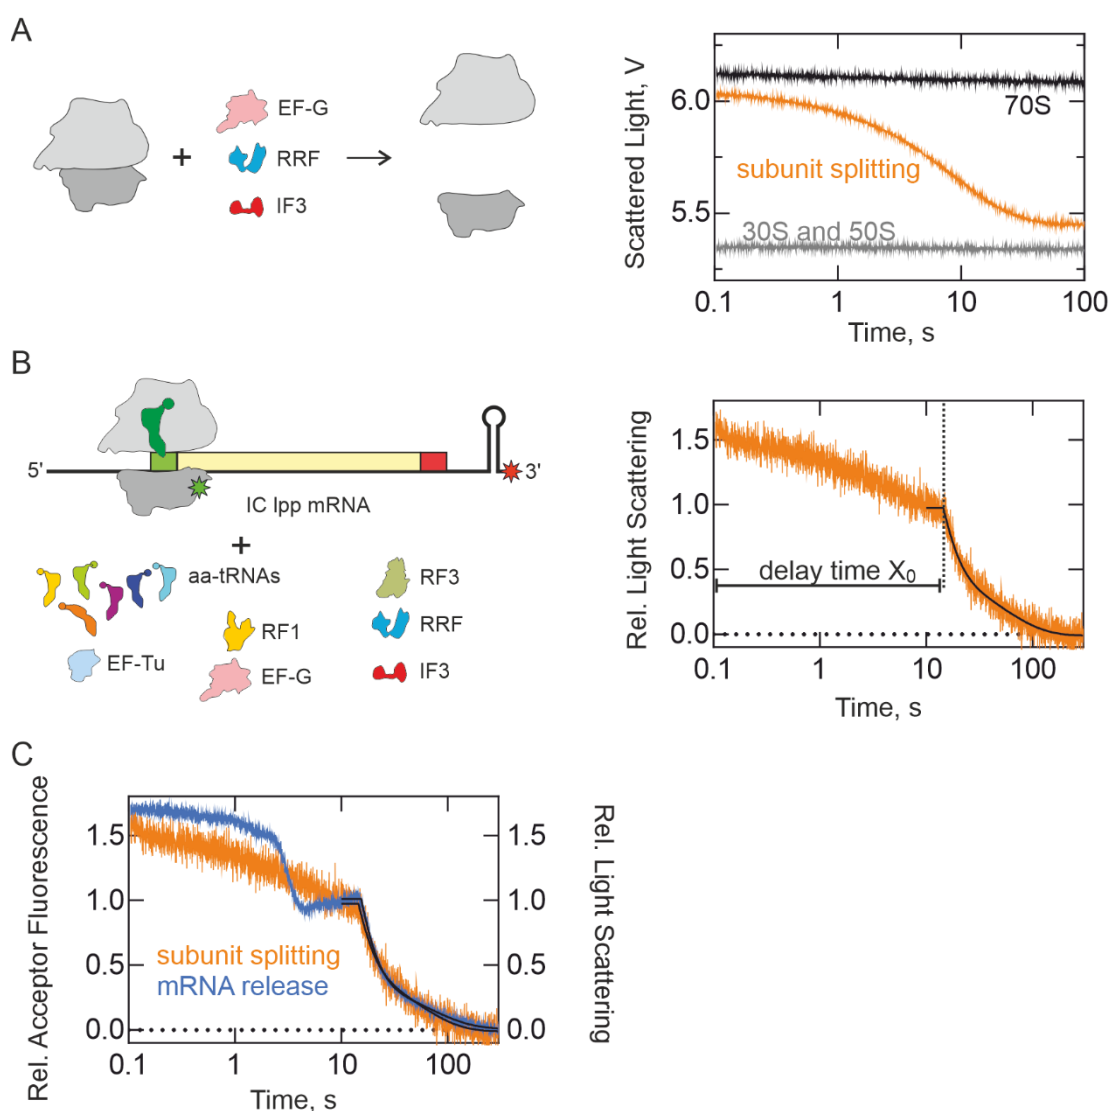 A
EF-G
RRF
IF3
+
Scattered Light, V
6.0
5.5
70S
subunit splitting
30S and 50S
0.1 1 10 100
Time, s
B
5'
3'
IC lpp mRNA
+
aa-tRNAs
EF-Tu
RF1
EF-G
RF3
RRF
IF3
Rel. Light Scattering
1.5
1.0
0.5
0.0
delay time X₀
0.1 1 10 100
Time, s
C
Rel. Acceptor Fluorescence
1.5
1.0
0.5
0.0
subunit splitting
mRNA release
1.5
1.0
0.5
0.0
Rel. Light Scattering
0.1 1 10 100
Time, s